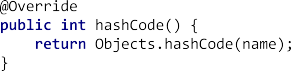 @Override
public int hashCode() {
    return Objects.hashCode(name);
}